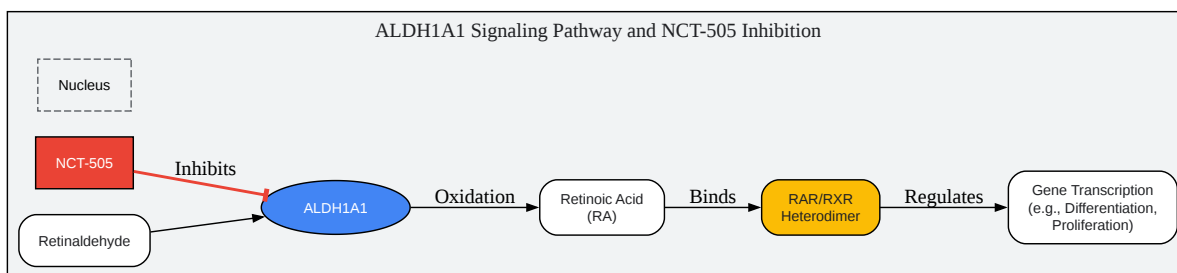 ALDH1A1 Signaling Pathway and NCT-505 Inhibition
Nucleus
NCT-505
Inhibits
Retinaldehyde
ALDH1A1
Oxidation
Retinoic Acid
(RA)
Binds
RAR/RXR
Heterodimer
Regulates
Gene Transcription
(e.g., Differentiation,
Proliferation)